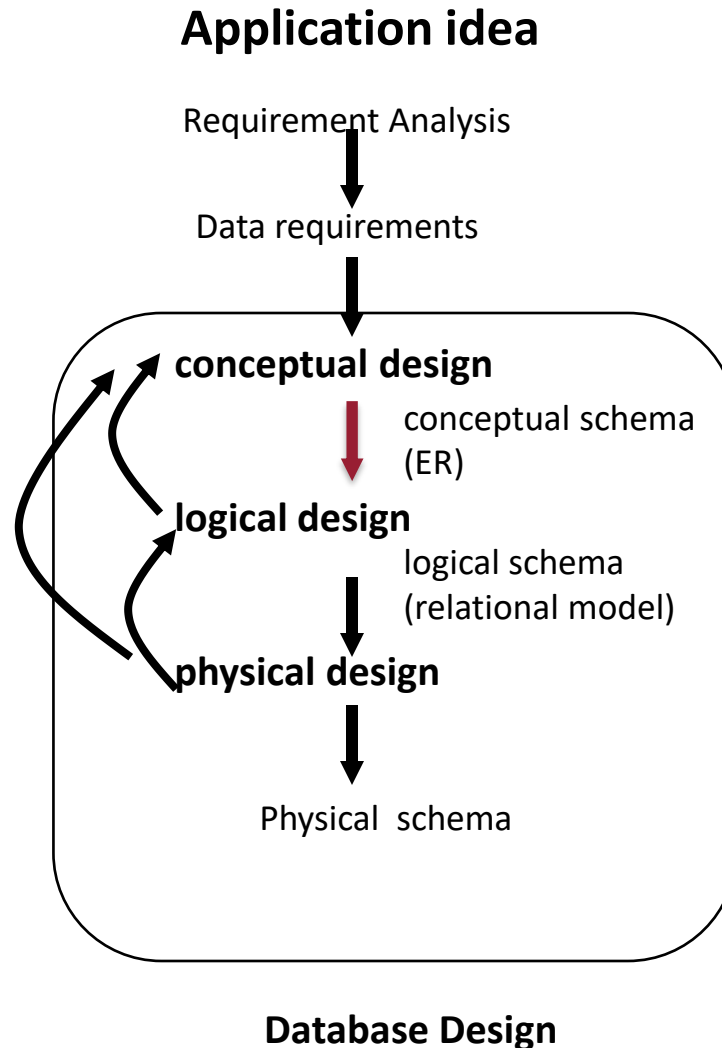 Application idea
Requirement Analysis
Data requirements
conceptual design
conceptual schema
(ER)
logical design
logical schema
(relational model)
physical design
Physical  schema
Database Design